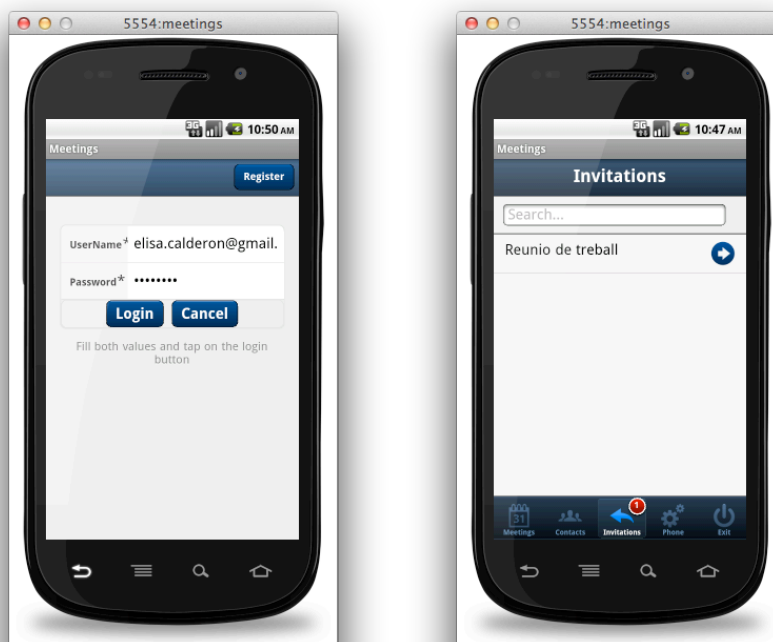 5554:meetings
10:50 AM
Meetings
Register
UserName* elisa.calderon@gmail.
Password* ••••••••
Login Cancel
Fill both values and tap on the login
button
5554:meetings
10:47 AM
Meetings
Invitations
Search...
Reunio de treball
31
1
Meetings Contacts Invitations Phone Exit